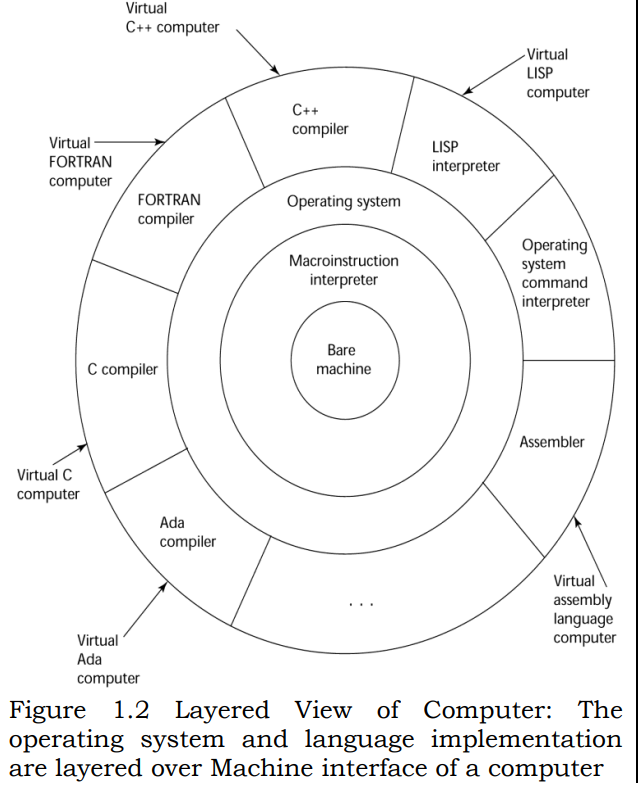 Virtual
C++ computer
Virtual
LISP
computer
C++
compiler
Virtual
FORTRAN
computer
LISP
interpreter
FORTRAN
compiler
Operating system
Operating
system
command
interpreter
Macroinstruction
interpreter
Bare
machine
C compiler
Assembler
Virtual C
computer
Ada
compiler
. . .
Virtual
assembly
language
computer
Virtual
Ada
computer
Figure 1.2 Layered View of Computer: The
operating system and language implementation
are layered over Machine interface of a computer